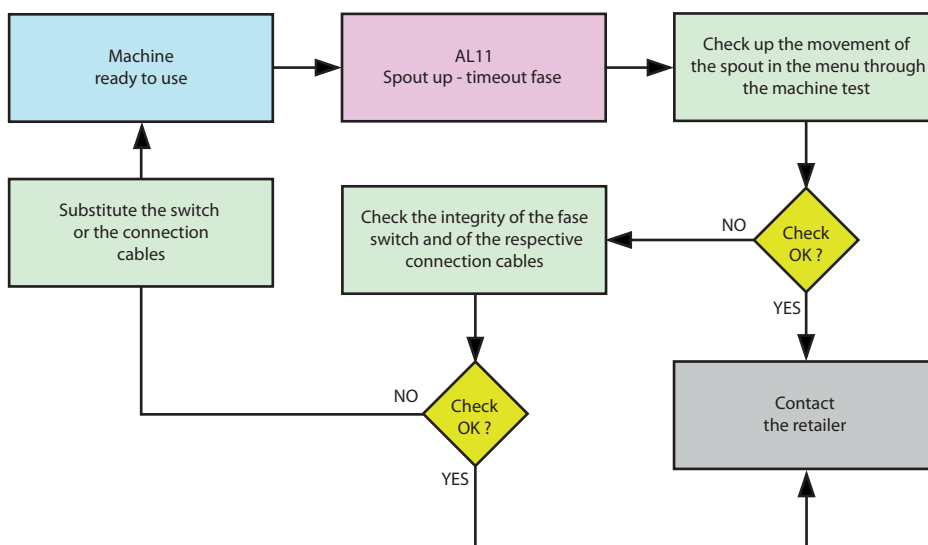 Machine
ready to use
AL11
Spout up - timeout fase
Check up the movement of
the spout in the menu through
the machine test
Substitute the switch
or the connection
cables
Check the integrity of the fase
switch and of the respective
connection cables
NO
Check
OK ?
YES
NO
Check
OK ?
YES
Contact
the retailer